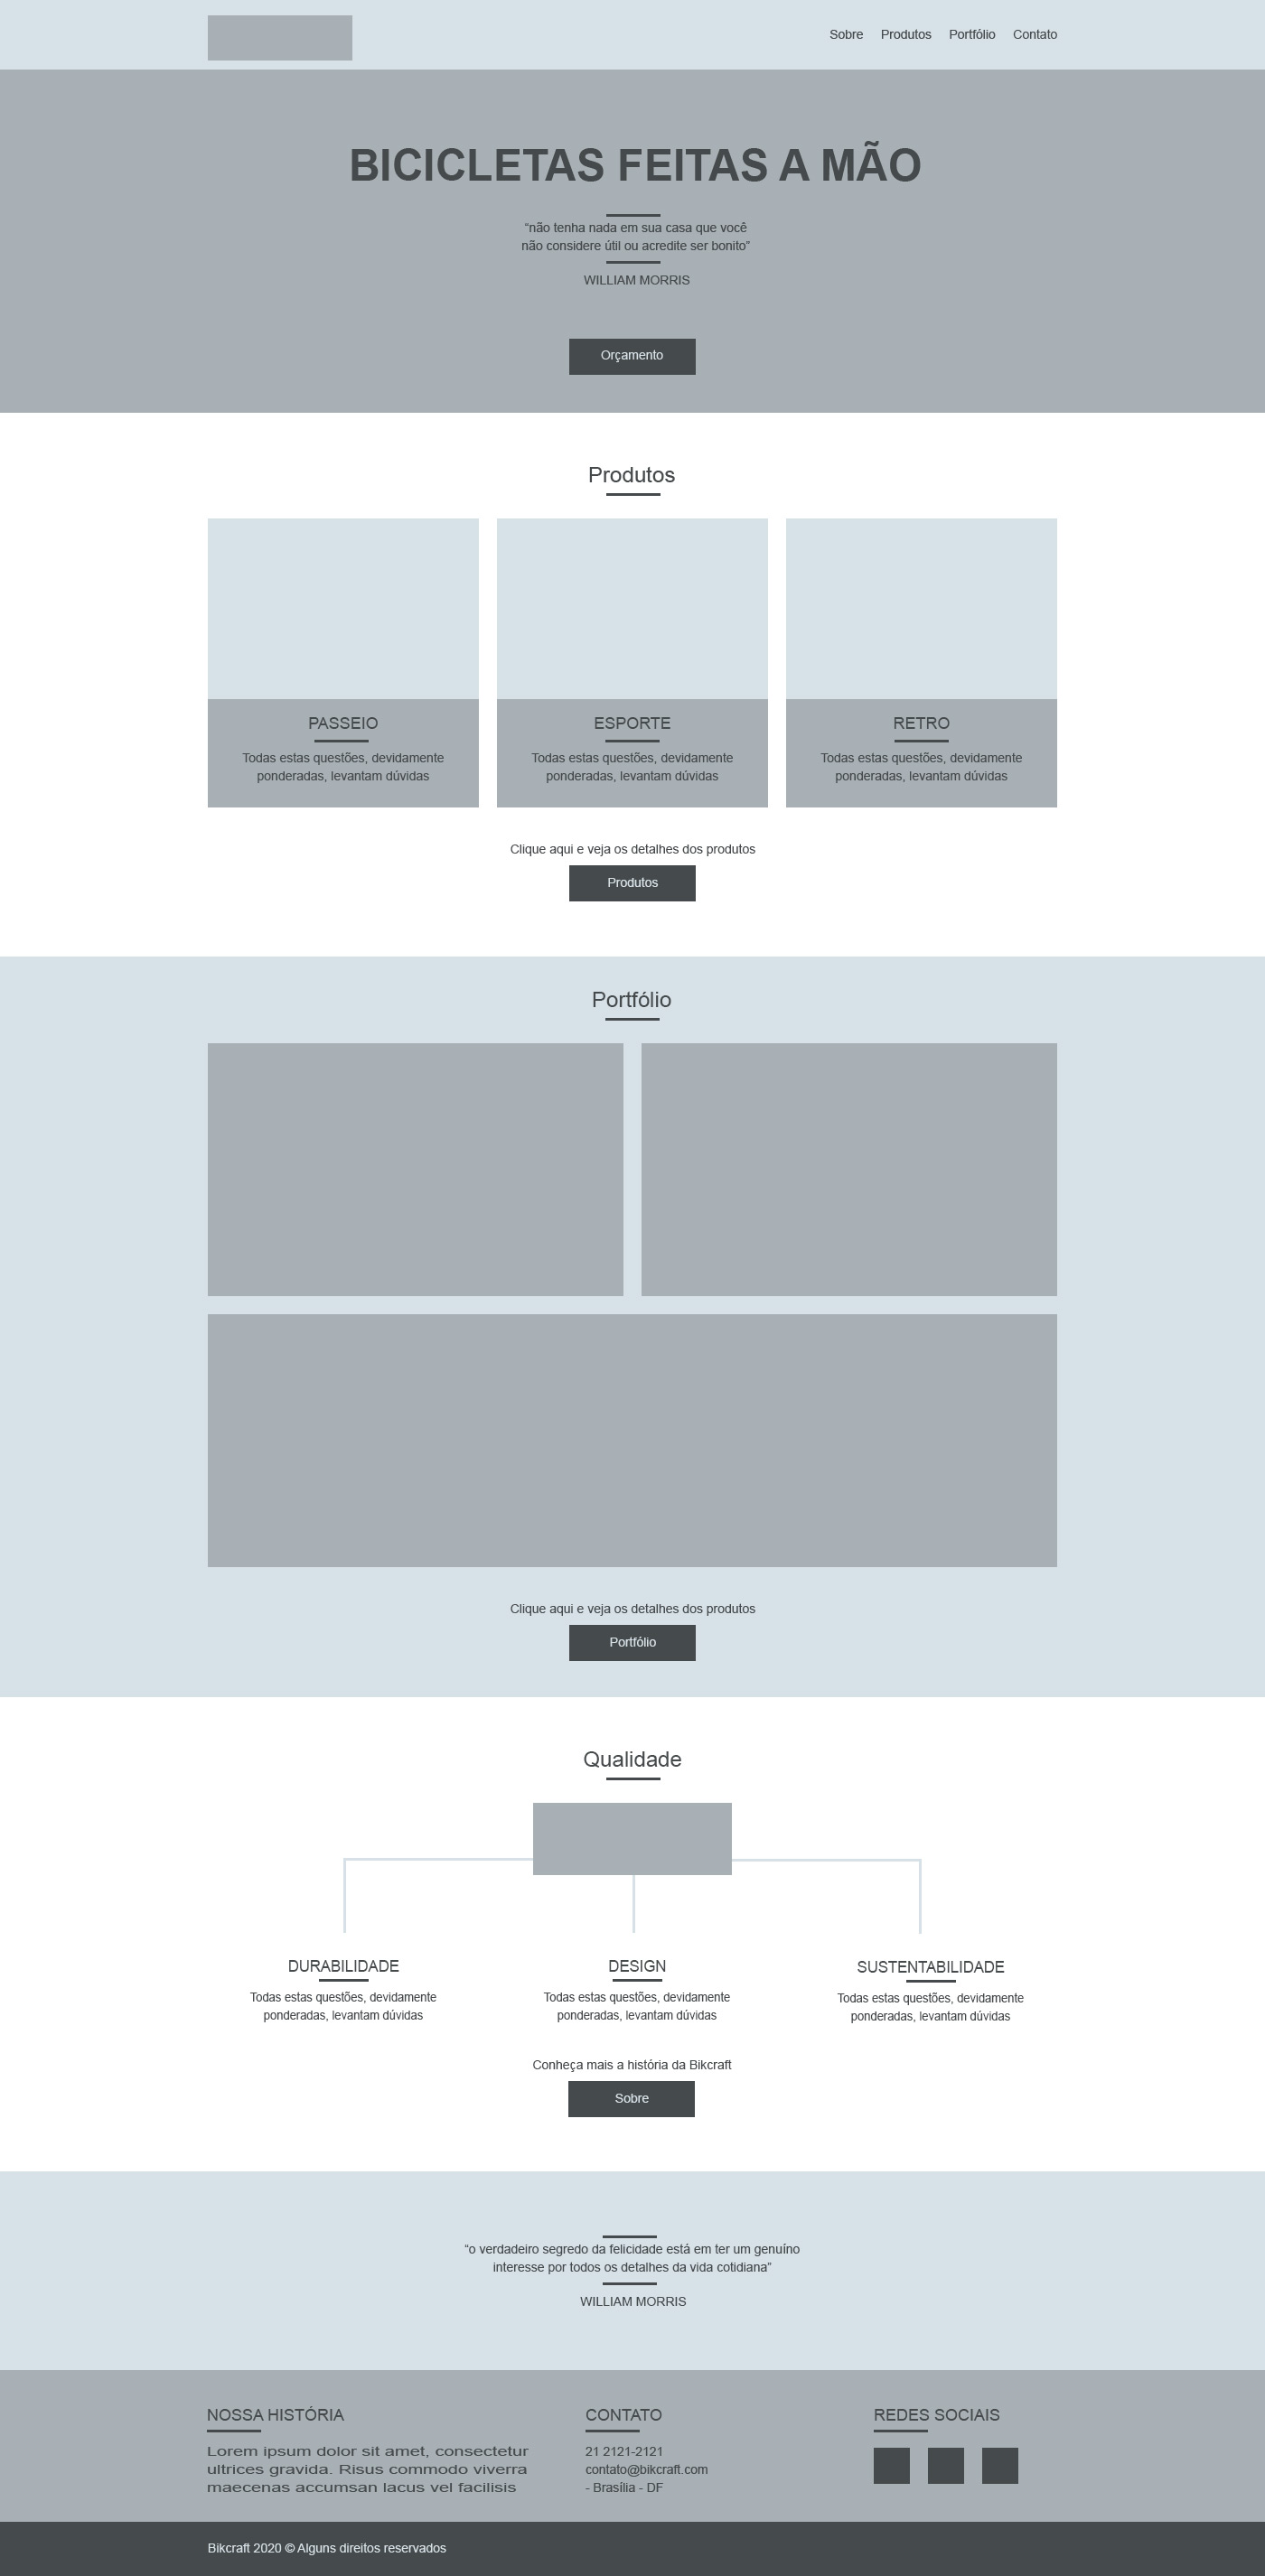 Sobre Produtos Portfólio Contato
BICICLETAS FEITAS A MÃO
“não tenha nada em sua casa que você
não considere útil ou acredite ser bonito”
WILLIAM MORRIS
Orçamento
Produtos
PASSEIO
Todas estas questões, devidamente
ponderadas, levantam dúvidas
ESPORTE
Todas estas questões, devidamente
ponderadas, levantam dúvidas
RETRO
Todas estas questões, devidamente
ponderadas, levantam dúvidas
Clique aqui e veja os detalhes dos produtos
Produtos
Portfólio
Clique aqui e veja os detalhes dos produtos
Portfólio
Qualidade
DURABILIDADE
Todas estas questões, devidamente
ponderadas, levantam dúvidas
DESIGN
Todas estas questões, devidamente
ponderadas, levantam dúvidas
SUSTENTABILIDADE
Todas estas questões, devidamente
ponderadas, levantam dúvidas
Conheça mais a história da Bikcraft
Sobre
“o verdadeiro segredo da felicidade está em ter um genuíno
interesse por todos os detalhes da vida cotidiana”
WILLIAM MORRIS
NOSSA HISTÓRIA
Lorem ipsum dolor sit amet, consectetur
ultrices gravida. Risus commodo viverra
maecenas accumsan lacus vel facilisis
CONTATO
21 2121-2121
contato@bikcraft.com
- Brasília - DF
REDES SOCIAIS
Bikcraft 2020 © Alguns direitos reservados